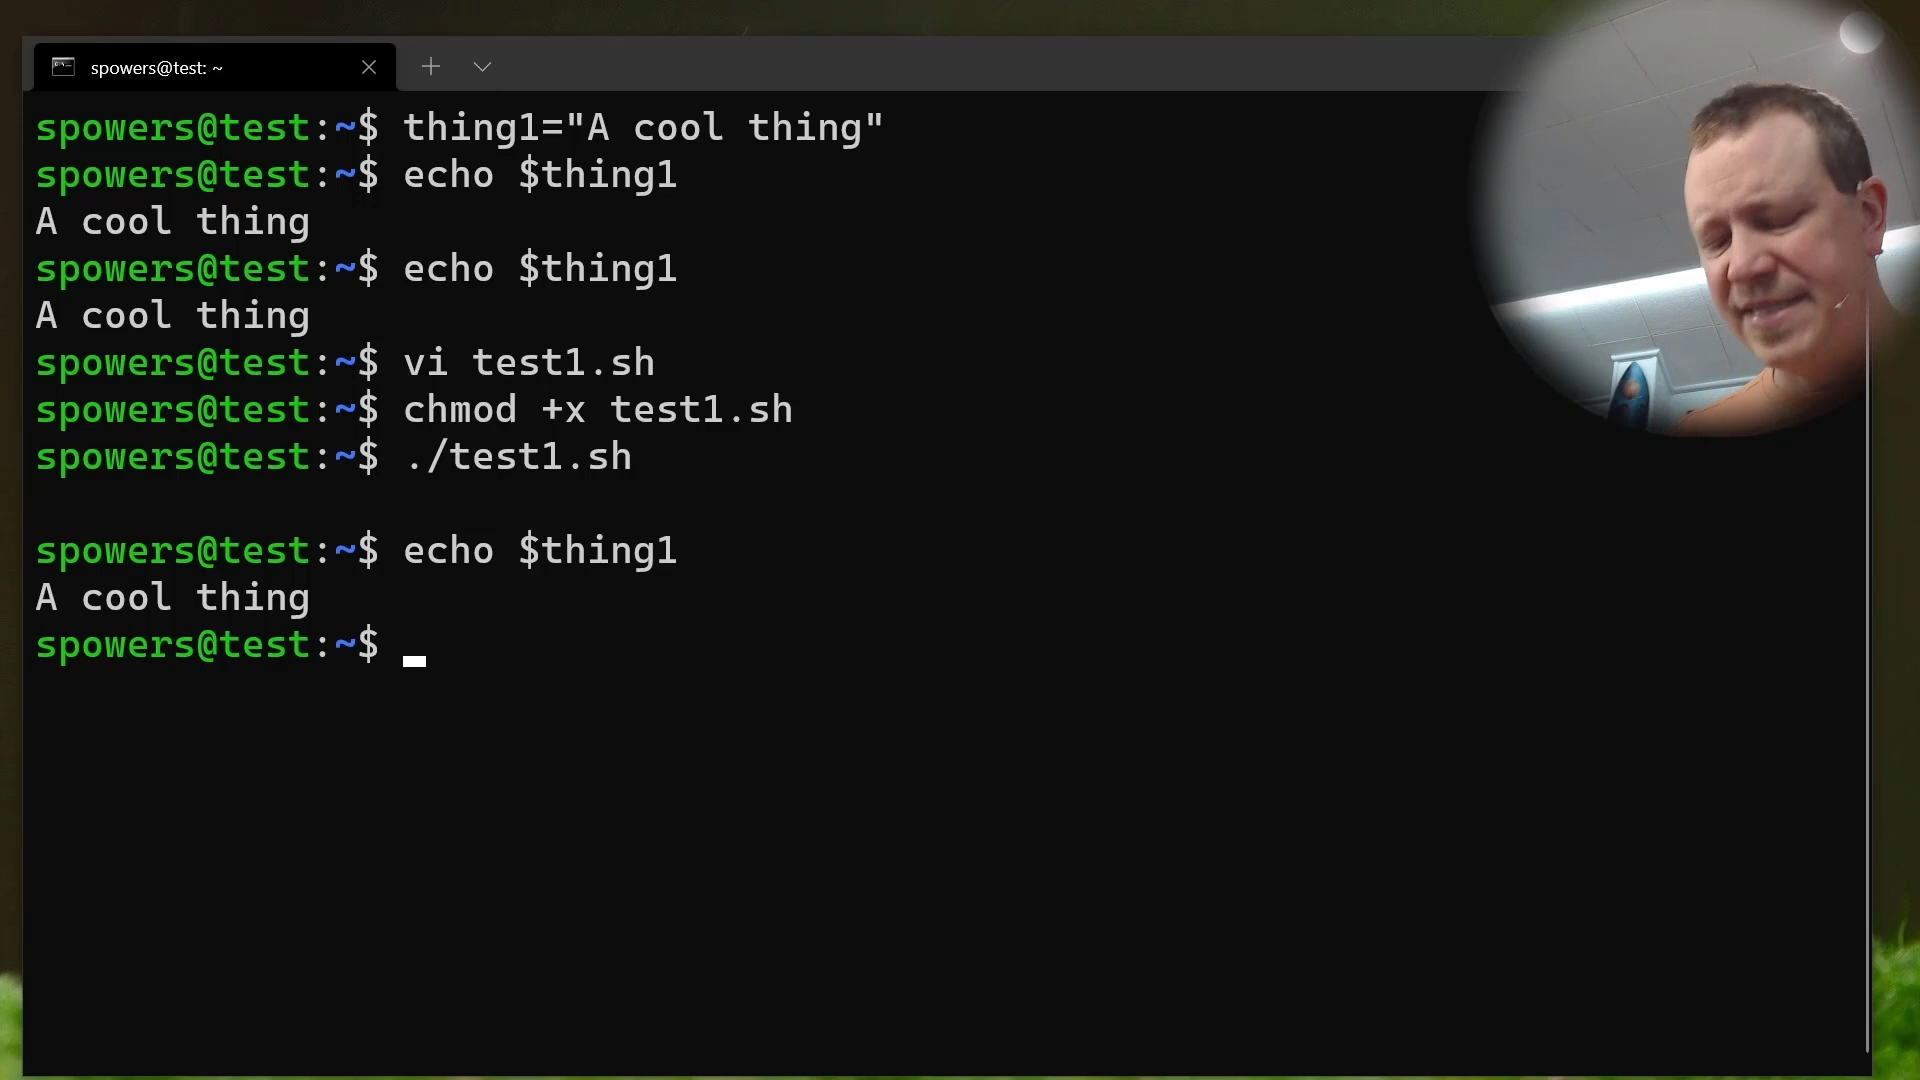 spowers@test: ~
spowers@test:~$ thing1="A cool thing"
spowers@test:~$ echo $thing1
A cool thing
spowers@test:~$ echo $thing1
A cool thing
spowers@test:~$ vi test1.sh
spowers@test:~$ chmod +x test1.sh
spowers@test:~$ ./test1.sh
spowers@test:~$ echo $thing1
A cool thing
spowers@test:~$